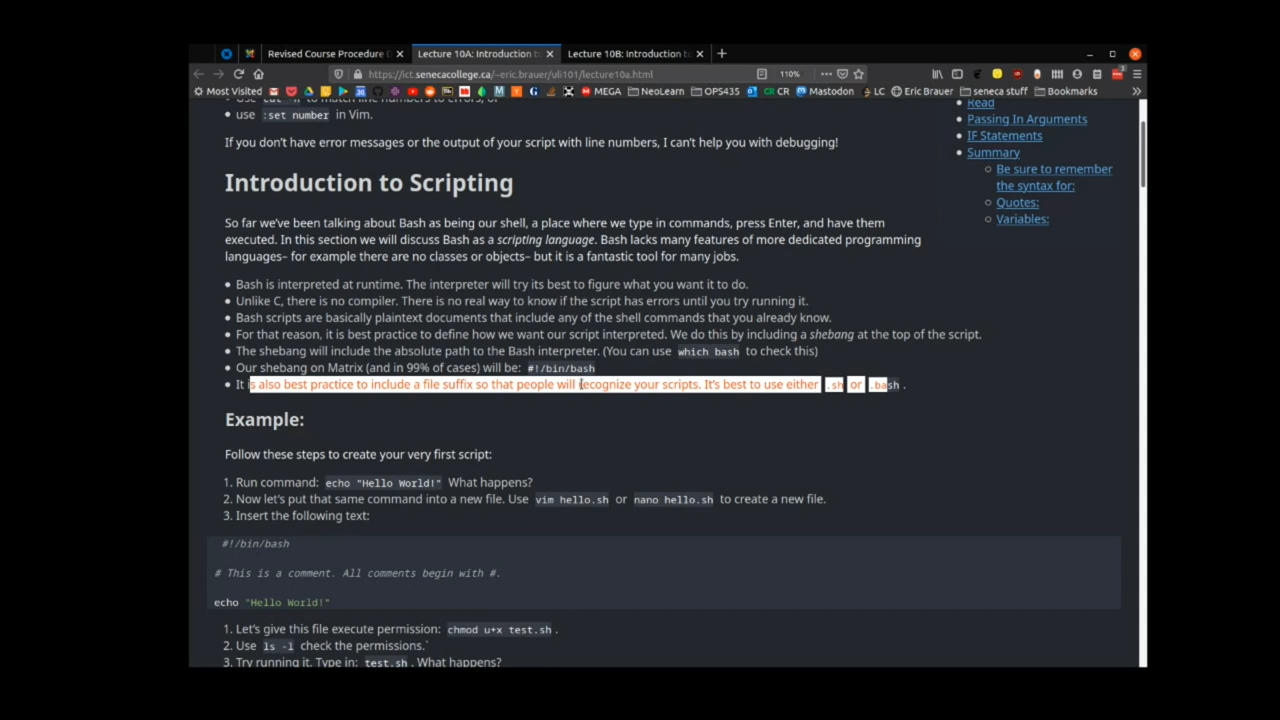 Revised Course Procedure
Lecture 10A: Introduction t
Lecture 10B: Introduction to
https://ict.senecacollege.ca/~eric.brauer/uli101/lecture10a.html
110%
Most Visited
MEGA
NeoLearn
OPS435
CR
Mastodon
LC
Eric Brauer
seneca stuff
Bookmarks
to match line numbers to errors, or
use :set number in Vim.
If you don't have error messages or the output of your script with line numbers, I can't help you with debugging!
Introduction to Scripting
So far we've been talking about Bash as being our shell, a place where we type in commands, press Enter, and have them
executed. In this section we will discuss Bash as a scripting language. Bash lacks many features of more dedicated programming
languages– for example there are no classes or objects– but it is a fantastic tool for many jobs.
Bash is interpreted at runtime. The interpreter will try its best to figure what you want it to do.
Unlike C, there is no compiler. There is no real way to know if the script has errors until you try running it.
Bash scripts are basically plaintext documents that include any of the shell commands that you already know.
For that reason, it is best practice to define how we want our script interpreted. We do this by including a shebang at the top of the script.
The shebang will include the absolute path to the Bash interpreter. (You can use which bash to check this)
Our shebang on Matrix (and in 99% of cases) will be: #!/bin/bash
It is also best practice to include a file suffix so that people will recognize your scripts. It's best to use either .sh or .bash .
Example:
Follow these steps to create your very first script:
1. Run command: echo "Hello World!" What happens?
2. Now let's put that same command into a new file. Use vim hello.sh or nano hello.sh to create a new file.
3. Insert the following text:
#!/bin/bash
# This is a comment. All comments begin with #.
echo "Hello World!"
1. Let's give this file execute permission: chmod u+x test.sh .
2. Use ls -l check the permissions.`
3. Try running it. Type in: test.sh . What happens?
Read
Passing In Arguments
IF Statements
Summary
Be sure to remember
the syntax for:
Quotes:
Variables: